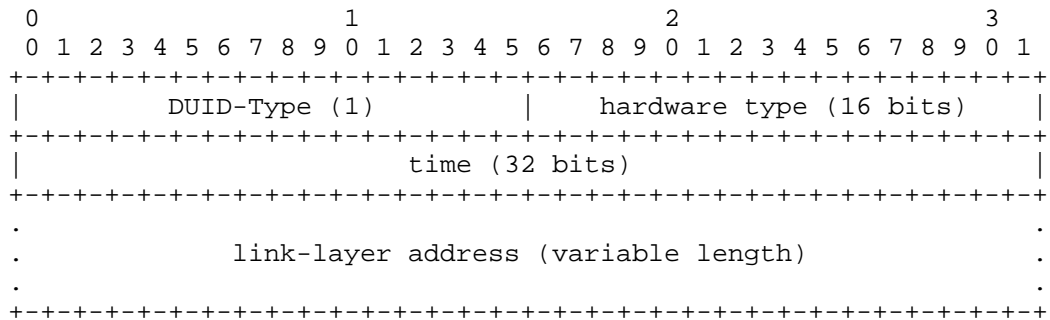 0                   1                   2                   3
 0 1 2 3 4 5 6 7 8 9 0 1 2 3 4 5 6 7 8 9 0 1 2 3 4 5 6 7 8 9 0 1
+-+-+-+-+-+-+-+-+-+-+-+-+-+-+-+-+-+-+-+-+-+-+-+-+-+-+-+-+-+-+-+-+
|         DUID-Type (1)         |    hardware type (16 bits)    |
+-+-+-+-+-+-+-+-+-+-+-+-+-+-+-+-+-+-+-+-+-+-+-+-+-+-+-+-+-+-+-+-+
|                        time (32 bits)                         |
+-+-+-+-+-+-+-+-+-+-+-+-+-+-+-+-+-+-+-+-+-+-+-+-+-+-+-+-+-+-+-+-+
.                                                               .
.             link-layer address (variable length)              .
.                                                               .
+-+-+-+-+-+-+-+-+-+-+-+-+-+-+-+-+-+-+-+-+-+-+-+-+-+-+-+-+-+-+-+-+